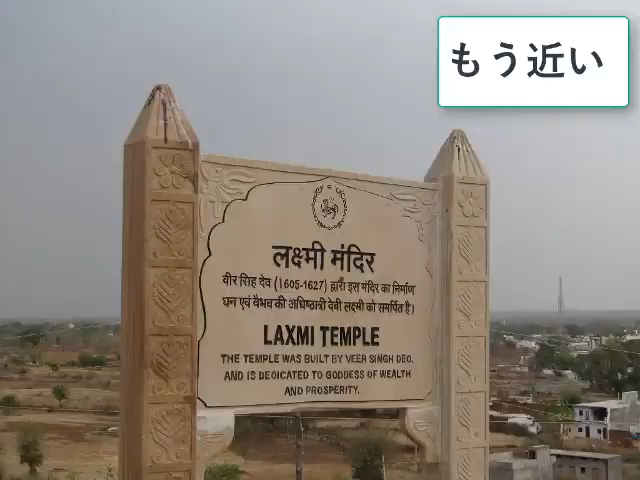 もう近い
लक्ष्मी मंदिर
वीर सिंह देव (1605-1627) द्वारा इस मंदिर का निर्माण
धन एवं वैभव की अधिष्ठात्री देवी लक्ष्मी को समर्पित है।
LAXMI TEMPLE
THE TEMPLE WAS BUILT BY VEER SINGH DEO.
AND IS DEDICATED TO GODDESS OF WEALTH
AND PROSPERITY.